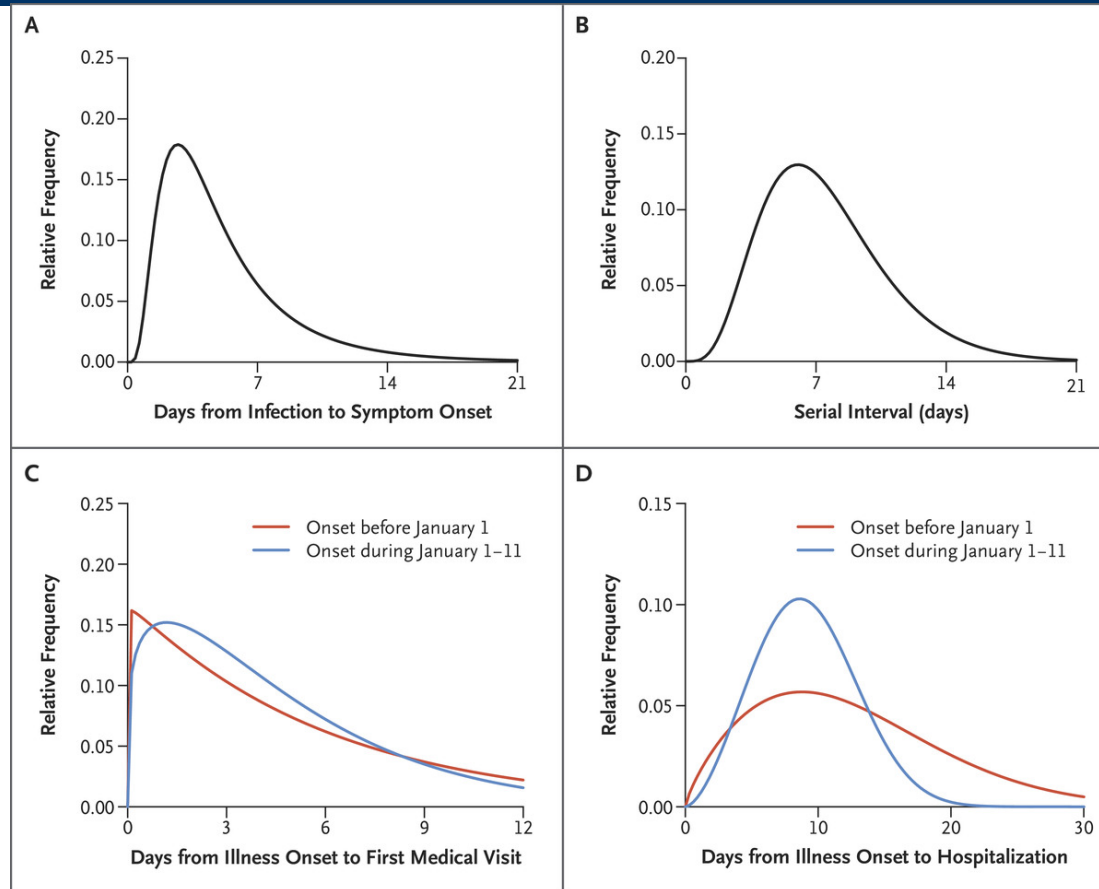 A
0.25
0.20
0.15
0.10
0.05
0.00
Relative Frequency
0 7 14 21
Days from Infection to Symptom Onset
B
0.20
0.15
0.10
0.05
0.00
Relative Frequency
0 7 14 21
Serial Interval (days)
C
0.25
0.20
0.15
0.10
0.05
0.00
Relative Frequency
Onset before January 1
Onset during January 1–11
0 3 6 9 12
Days from Illness Onset to First Medical Visit
D
0.15
0.10
0.05
0.00
Relative Frequency
Onset before January 1
Onset during January 1–11
0 10 20 30
Days from Illness Onset to Hospitalization